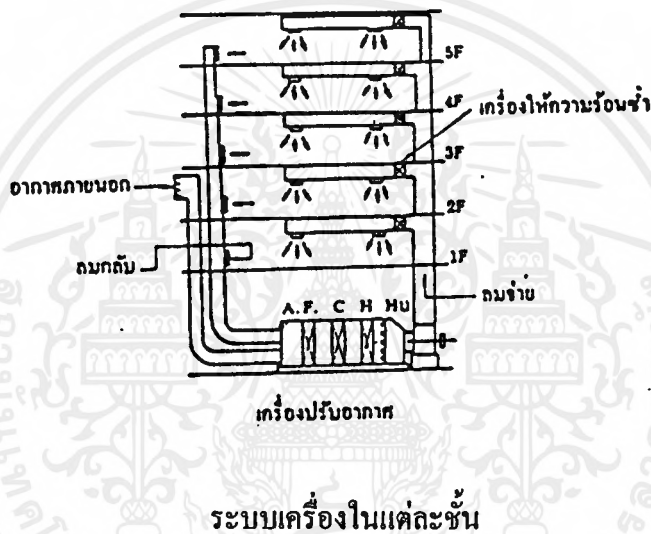 5F
4F
เครื่องให้ความร้อนซ้ำ
3F
อากาศภายนอก
2F
ลมกลับ
1F
ลมจ่าย
A.F. C H HU
เครื่องปรับอากาศ
ระบบเครื่องในแต่ละชั้น